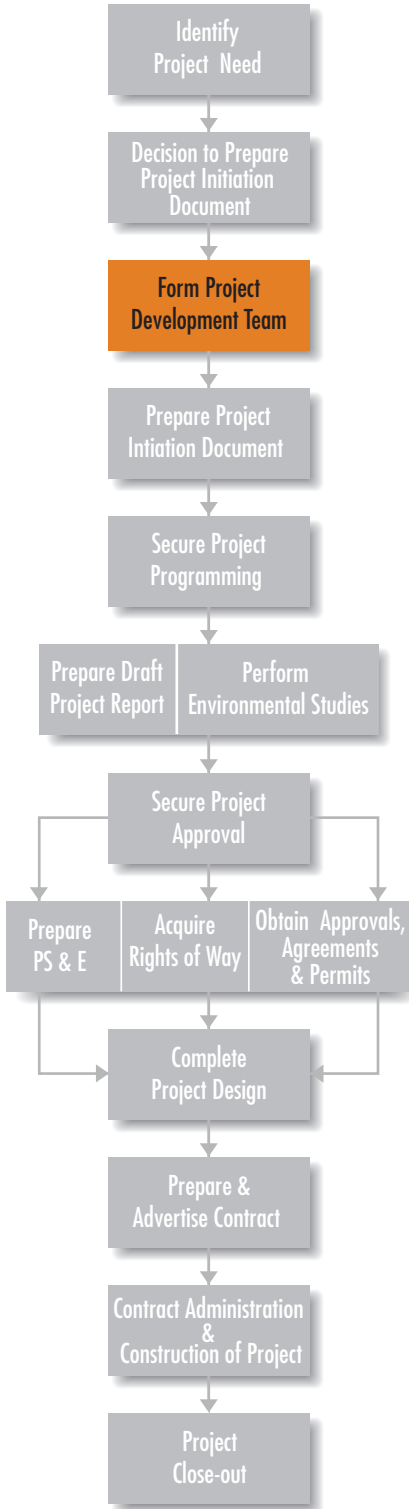 Identify
Project Need
Decision to Prepare
Project Initiation
Document
Form Project
Development Team
Prepare Project
Intiation Document
Secure Project
Programming
Prepare Draft
Project Report
Perform
Environmental Studies
Secure Project
Approval
Prepare
PS & E
Acquire
Rights of Way
Obtain Approvals,
Agreements
& Permits
Complete
Project Design
Prepare &
Advertise Contract
Contract Administration
&
Construction of Project
Project
Close-out